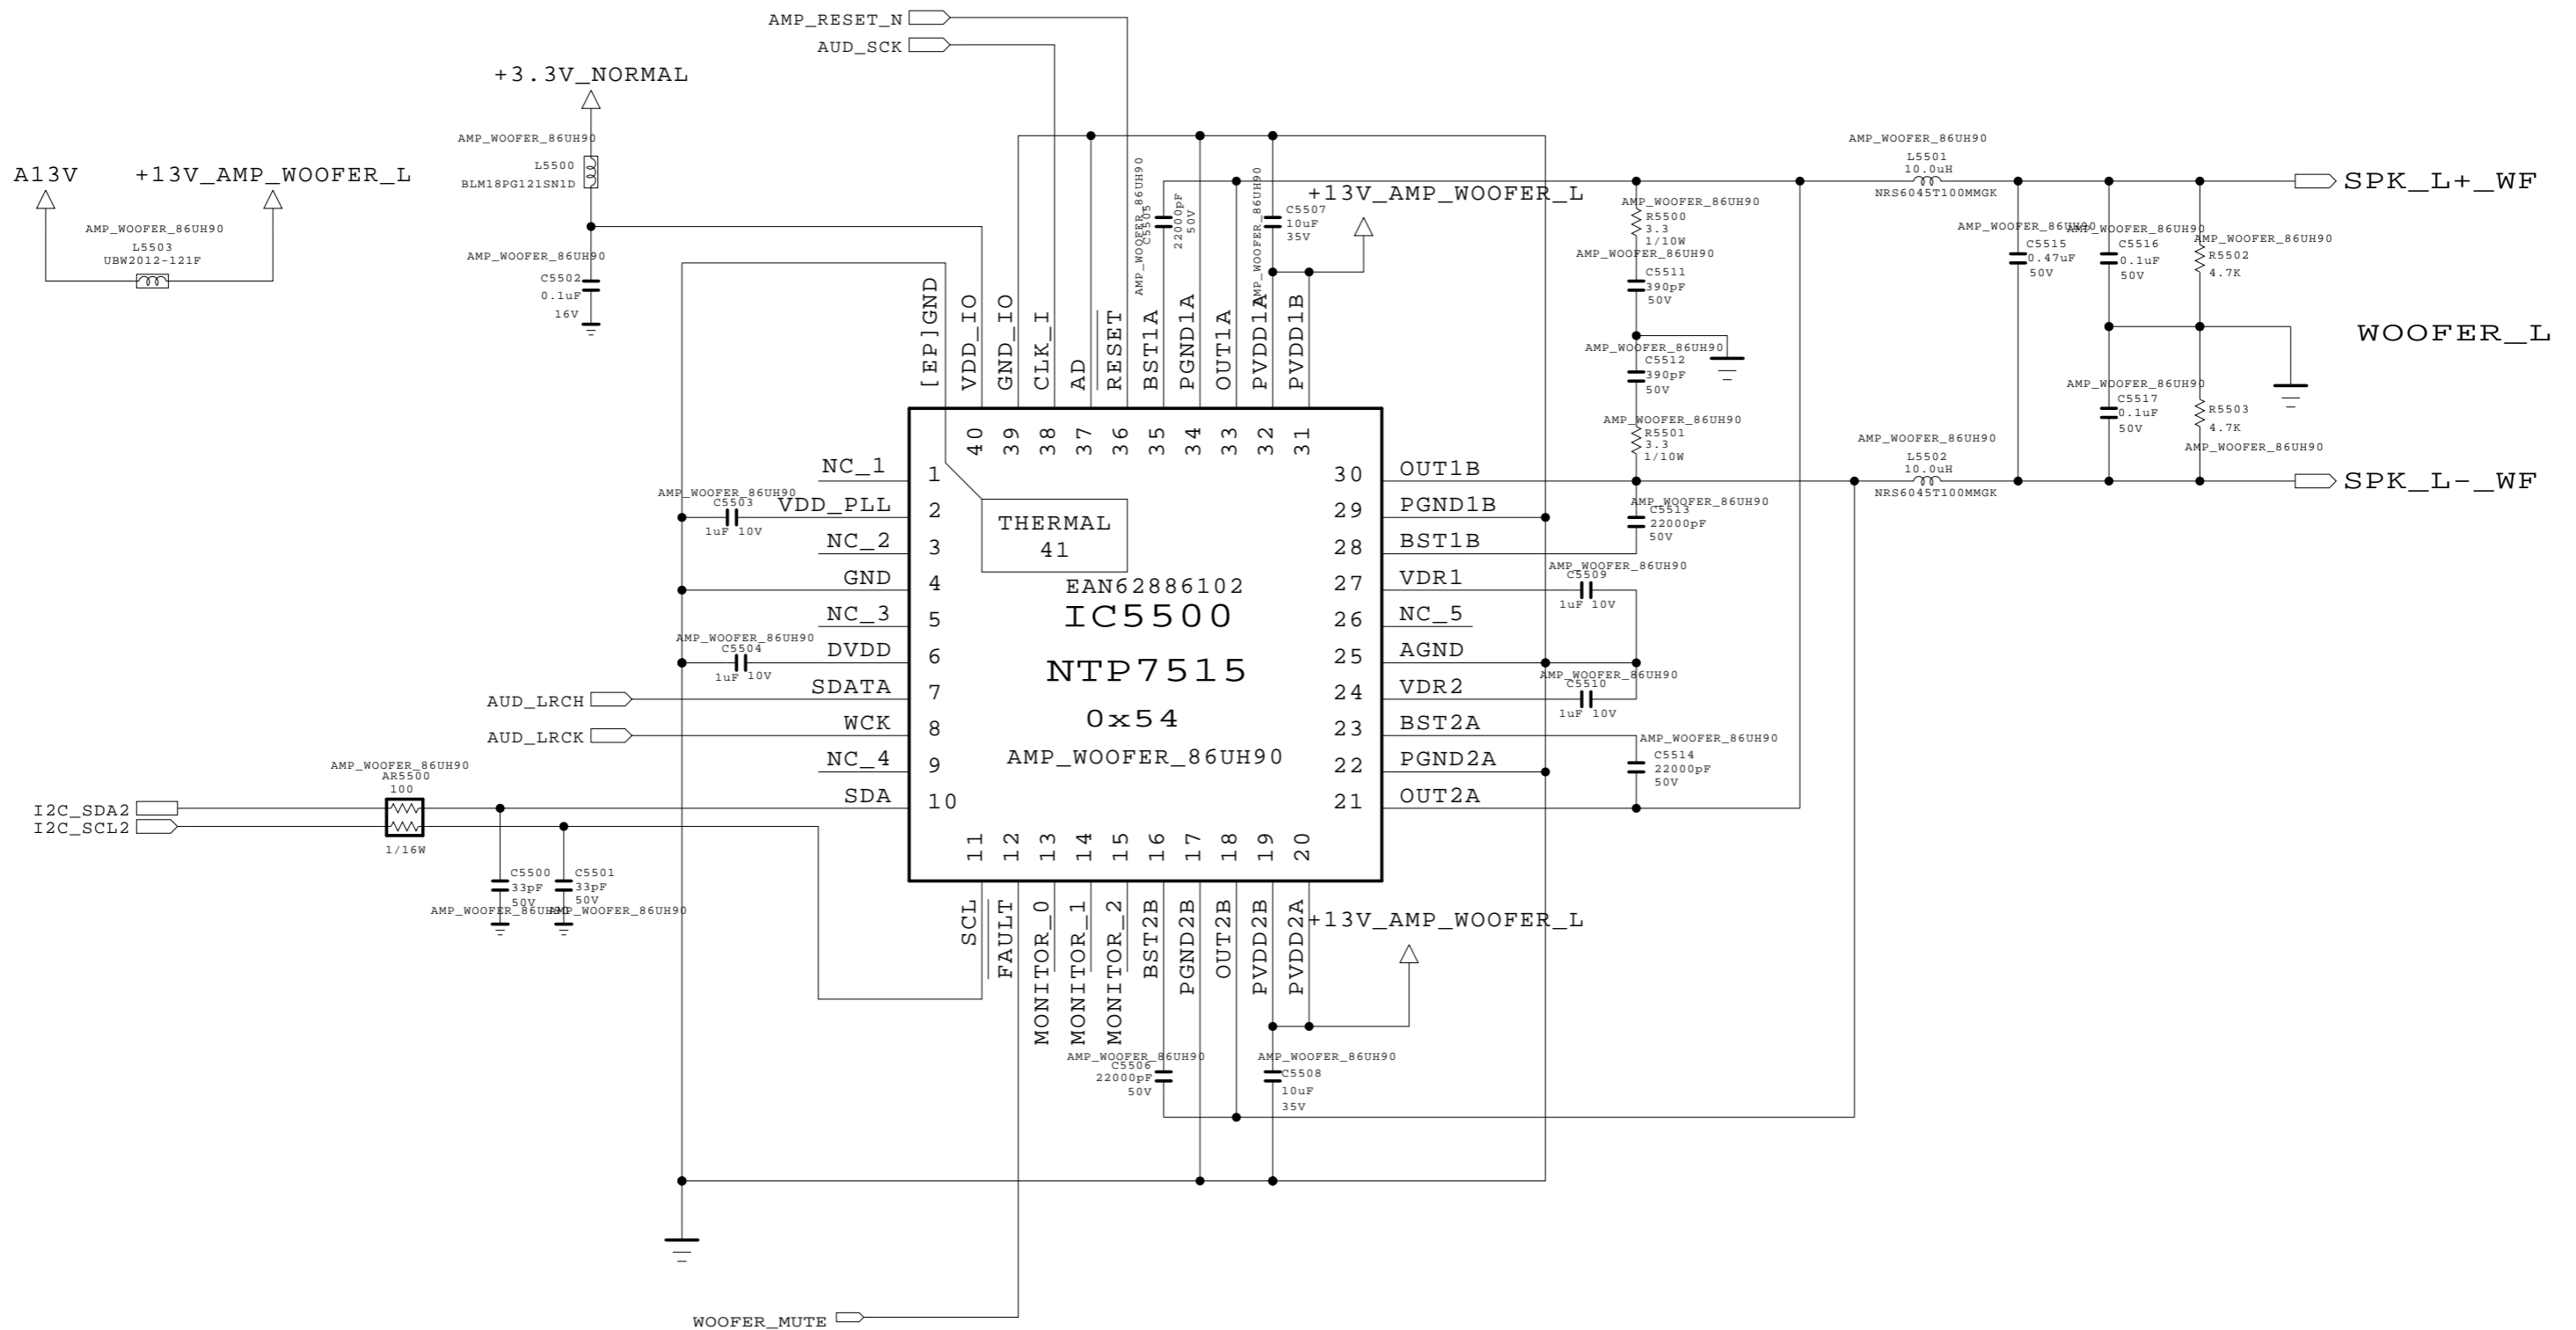 AMP_RESET_N
AUD_SCK
+3.3V_NORMAL
AMP_WOOFER_86UH90
L5500
BLM18PG121SN1D
A13V
+13V_AMP_WOOFER_L
AMP_WOOFER_86UH90
L5503
UBW2012-121F
AMP_WOOFER_86UH90
C5502
0.1uF
16V
AMP_WOOFER_86UH90
C5505
22000pF
50V
AMP_WOOFER_86UH90
C5507
10uF
35V
+13V_AMP_WOOFER_L
AMP_WOOFER_86UH90
R5500
3.3
1/10W
AMP_WOOFER_86UH90
C5511
390pF
50V
AMP_WOOFER_86UH90
C5512
390pF
50V
AMP_WOOFER_86UH90
R5501
3.3
1/10W
AMP_WOOFER_86UH90
L5501
10.0uH
NRS6045T100MMGK
SPK_L+_WF
AMP_WOOFER_86UH90
C5515
0.47uF
50V
AMP_WOOFER_86UH90
C5516
0.1uF
50V
AMP_WOOFER_86UH90
R5502
4.7K
WOOFER_L
AMP_WOOFER_86UH90
C5517
0.1uF
50V
R5503
4.7K
AMP_WOOFER_86UH90
AMP_WOOFER_86UH90
L5502
10.0uH
NRS6045T100MMGK
SPK_L-_WF
[EP]GND
VDD_IO
GND_IO
CLK_I
AD
RESET
BST1A
PGND1A
OUT1A
PVDD1A
PVDD1B
40
39
38
37
36
35
34
33
32
31
NC_1
1
AMP_WOOFER_86UH90
C5503
1uF 10V
VDD_PLL
2
NC_2
3
GND
4
NC_3
5
AMP_WOOFER_86UH90
C5504
1uF 10V
DVDD
6
AUD_LRCH
SDATA
7
AUD_LRCK
WCK
8
NC_4
9
SDA
10
THERMAL
41
EAN62886102
IC5500
NTP7515
0x54
AMP_WOOFER_86UH90
30
OUT1B
29
PGND1B
AMP_WOOFER_86UH90
C5513
22000pF
50V
28
BST1B
27
VDR1
AMP_WOOFER_86UH90
C5509
1uF 10V
26
NC_5
25
AGND
24
VDR2
AMP_WOOFER_86UH90
C5510
1uF 10V
23
BST2A
AMP_WOOFER_86UH90
C5514
22000pF
50V
22
PGND2A
21
OUT2A
AMP_WOOFER_86UH90
AR5500
100
1/16W
I2C_SDA2
I2C_SCL2
C5500
33pF
50V
AMP_WOOFER_86UH90
C5501
33pF
50V
AMP_WOOFER_86UH90
11
12
13
14
15
16
17
18
19
20
SCL
FAULT
MONITOR_0
MONITOR_1
MONITOR_2
BST2B
PGND2B
OUT2B
PVDD2B
PVDD2A
+13V_AMP_WOOFER_L
AMP_WOOFER_86UH90
C5506
22000pF
50V
AMP_WOOFER_86UH90
C5508
10uF
35V
WOOFER_MUTE